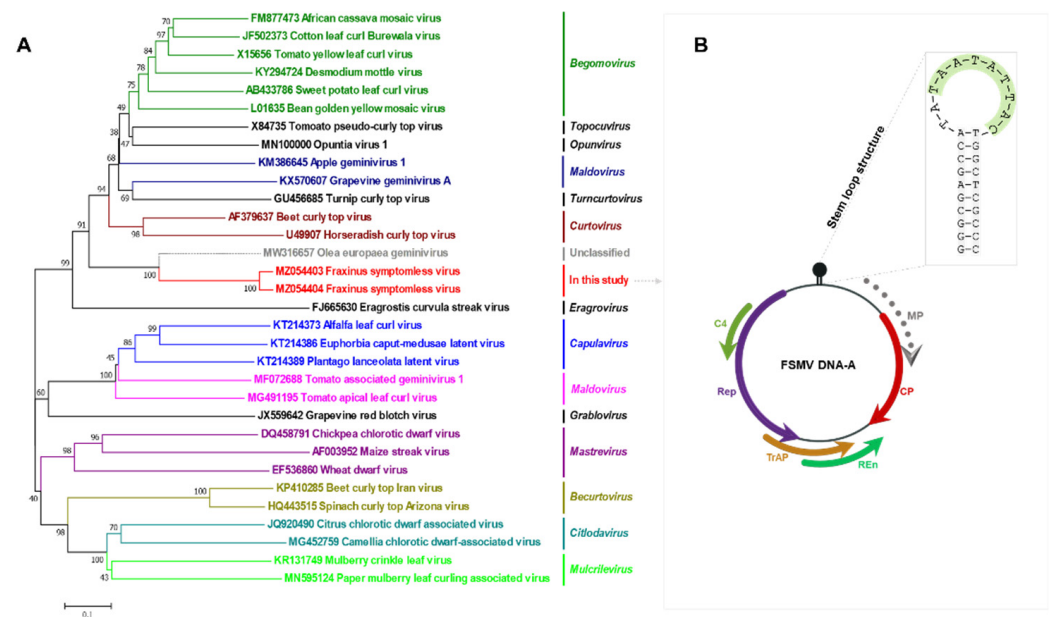 A
FM877473 African cassava mosaic virus
JF502373 Cotton leaf curl Burewala virus
X15656 Tomato yellow leaf curl virus
KY294724 Desmodium mottle virus
AB433786 Sweet potato leaf curl virus
L01635 Bean golden yellow mosaic virus
Begomovirus
X84735 Tomoato pseudo-curly top virus
Topocuvirus
MN100000 Opuntia virus 1
Opunvirus
KM386645 Apple geminivirus 1
KX570607 Grapevine geminivirus A
Maldovirus
GU456685 Turnip curly top virus
Turncurtovirus
AF379637 Beet curly top virus
U49907 Horseradish curly top virus
Curtovirus
MW316657 Olea europaea geminivirus
Unclassified
MZ054403 Fraxinus symptomless virus
MZ054404 Fraxinus symptomless virus
In this study
FJ665630 Eragrostis curvula streak virus
Eragrovirus
KT214373 Alfalfa leaf curl virus
KT214386 Euphorbia caput-medusae latent virus
KT214389 Plantago lanceolata latent virus
Capulavirus
MF072688 Tomato associated geminivirus 1
MG491195 Tomato apical leaf curl virus
Maldovirus
JX559642 Grapevine red blotch virus
Grablovirus
DQ458791 Chickpea chlorotic dwarf virus
AF003952 Maize streak virus
EF536860 Wheat dwarf virus
Mastrevirus
KP410285 Beet curly top Iran virus
HQ443515 Spinach curly top Arizona virus
Becurtovirus
JQ920490 Citrus chlorotic dwarf associated virus
MG452759 Camellia chlorotic dwarf-associated virus
Citlodavirus
KR131749 Mulberry crinkle leaf virus
MN595124 Paper mulberry leaf curling associated virus
Mulcrilevirus
70
97
84
78
75
49
38
47
68
69
94
98
91
100
100
99
99
86
45
100
60
96
98
40
100
98
70
100
43
0.1
B
Stem loop structure
T-A-T-A-A-T-A-T-T-A-C
A-T
C-G
C-G
G-C
A-T
G-C
C-G
G-C
G-C
G-C
C4
MP
FSMV DNA-A
Rep
CP
TrAP
REn